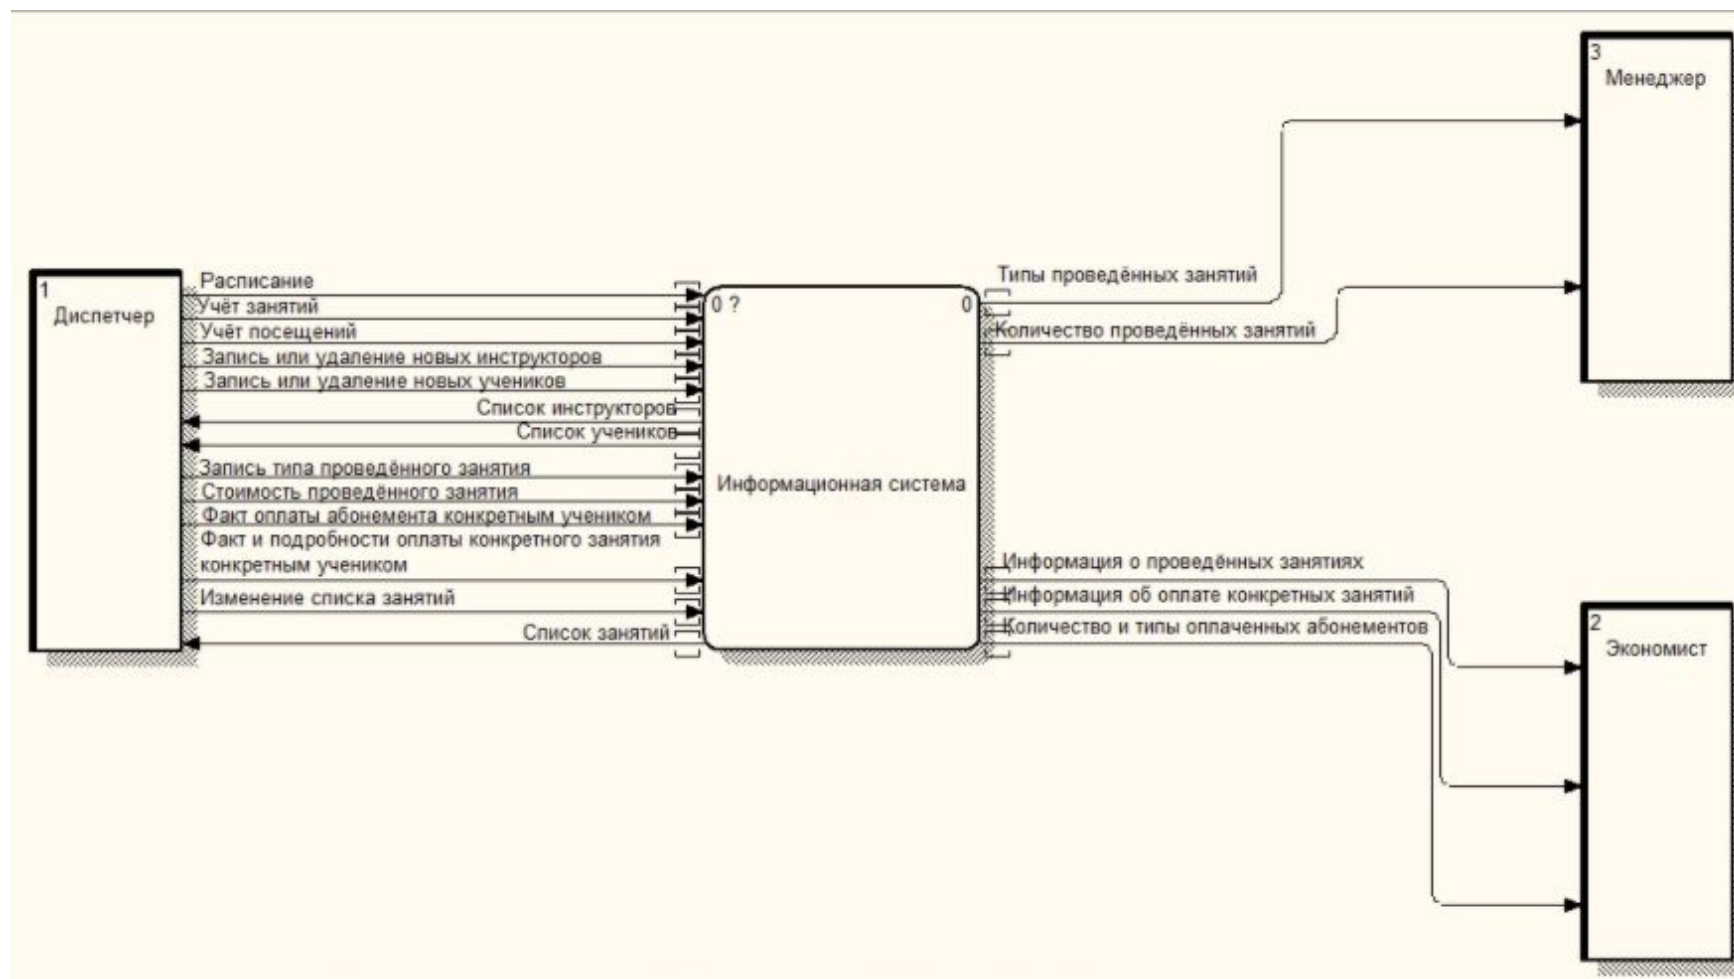 1
Диспетчер
Расписание
Учёт занятий
Учёт посещений
Запись или удаление новых инструкторов
Запись или удаление новых учеников
Список инструкторов
Список учеников
Запись типа проведённого занятия
Стоимость проведённого занятия
Факт оплаты абонемента конкретным учеником
Факт и подробности оплаты конкретного занятия
конкретным учеником
Изменение списка занятий
Список занятий
0 ? 0
Информационная система
Типы проведённых занятий
Количество проведённых занятий
Информация о проведённых занятиях
Информация об оплате конкретных занятий
Количество и типы оплаченных абонементов
3
Менеджер
2
Экономист